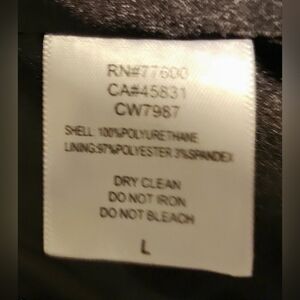 RN#77600
CA#45831
CW7987
SHELL 100%POLYURETHANE
LINING:97%POLYESTER 3%SPANDEX
DRY CLEAN
DO NOT IRON
DO NOT BLEACH
L